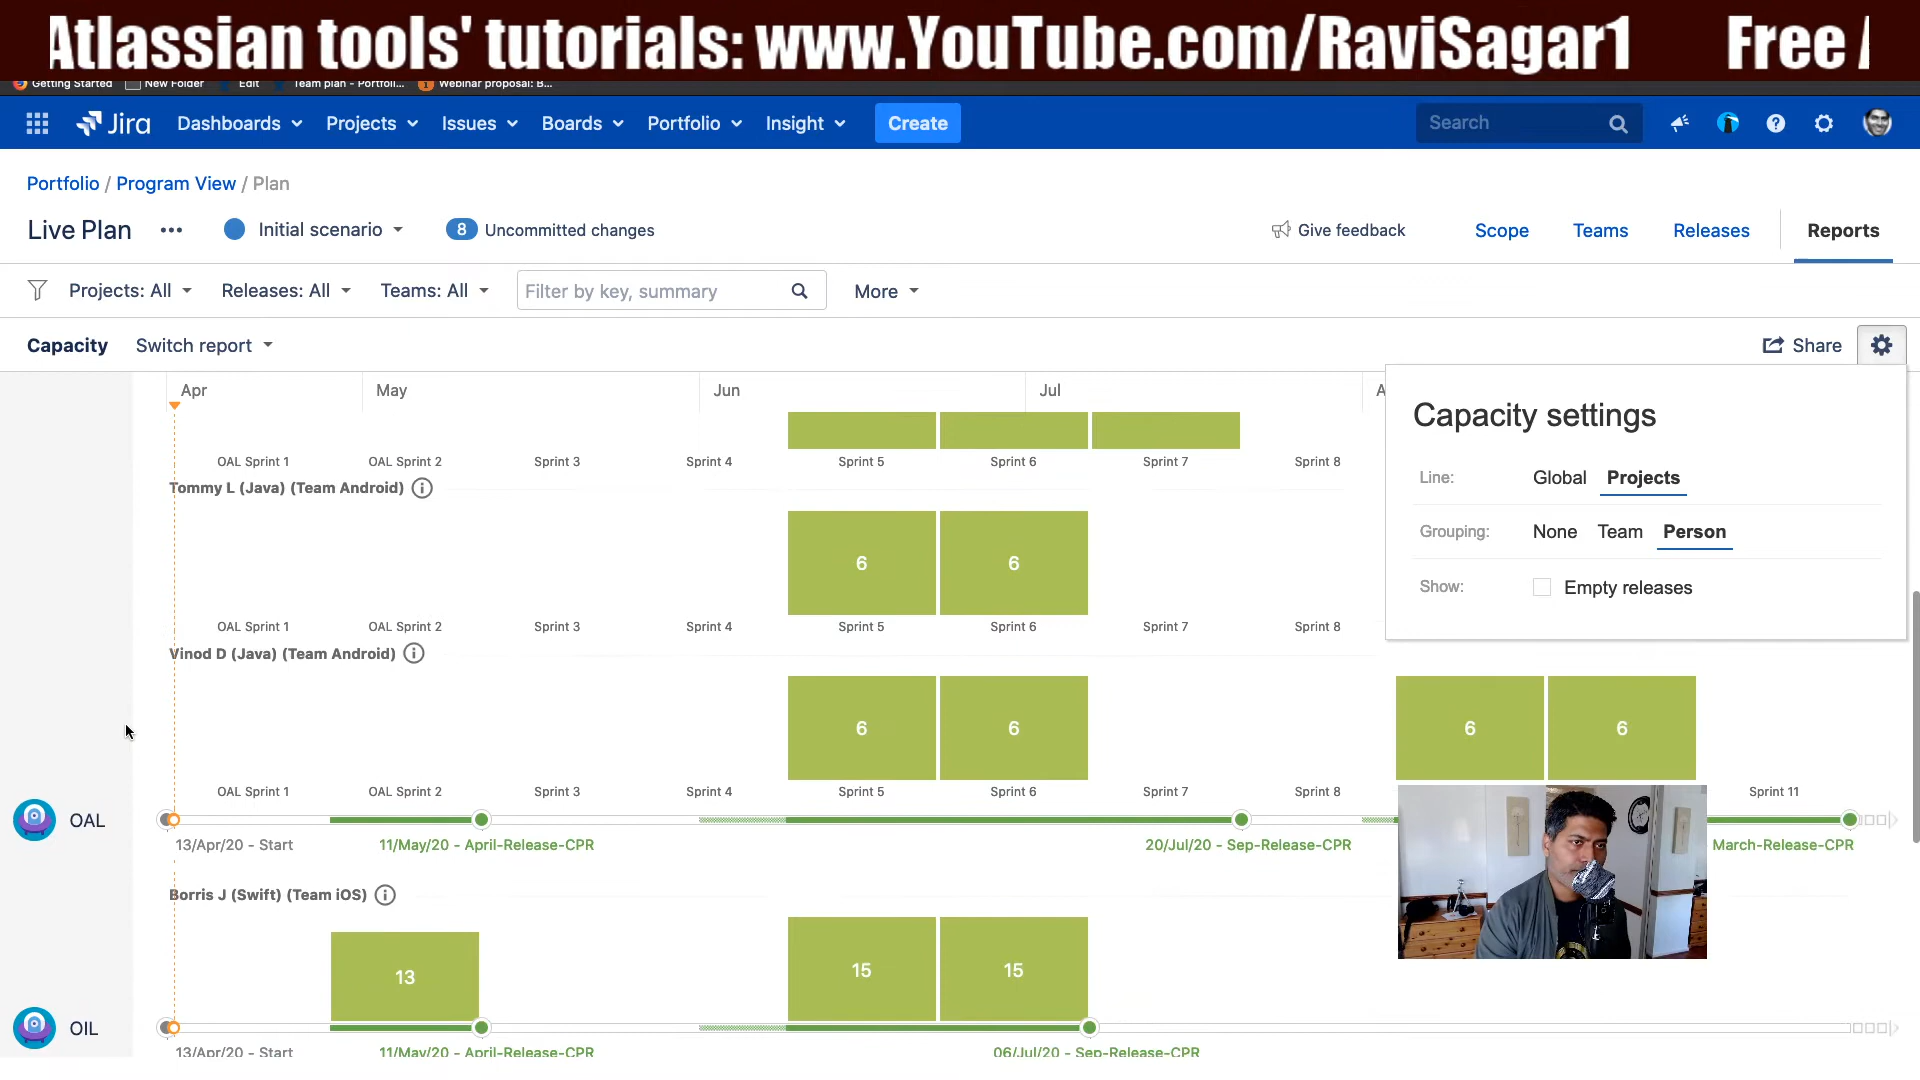 Atlassian tools' tutorials: www.YouTube.com/RaviSagar1 Free
Getting Started New Folder Edit Team plan - Portfoli... Webinar proposal: B...
Jira Dashboards Projects Issues Boards Portfolio Insight Create Search
Portfolio / Program View / Plan
Live Plan ••• Initial scenario 8 Uncommitted changes Give feedback Scope Teams Releases Reports
Projects: All Releases: All Teams: All Filter by key, summary More
Capacity Switch report Share
Apr May Jun Jul A
Capacity settings
Line: Global Projects
Grouping: None Team Person
Show: Empty releases
OAL Sprint 1 OAL Sprint 2 Sprint 3 Sprint 4 Sprint 5 Sprint 6 Sprint 7 Sprint 8
Tommy L (Java) (Team Android)
6 6
OAL Sprint 1 OAL Sprint 2 Sprint 3 Sprint 4 Sprint 5 Sprint 6 Sprint 7 Sprint 8
Vinod D (Java) (Team Android)
6 6 6 6
OAL Sprint 1 OAL Sprint 2 Sprint 3 Sprint 4 Sprint 5 Sprint 6 Sprint 7 Sprint 8 Sprint 11
OAL
13/Apr/20 - Start 11/May/20 - April-Release-CPR 20/Jul/20 - Sep-Release-CPR March-Release-CPR
Borris J (Swift) (Team iOS)
13 15 15
OIL
13/Apr/20 - Start 11/May/20 - April-Release-CPR 06/Jul/20 - Sep-Release-CPR